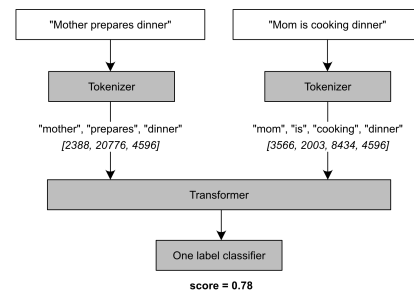 "Mother prepares dinner"
"Mom is cooking dinner"
Tokenizer
Tokenizer
"mother", "prepares", "dinner"
[2388, 20776, 4596]
"mom", "is", "cooking", "dinner"
[3566, 2003, 8434, 4596]
Transformer
One label classifier
score = 0.78